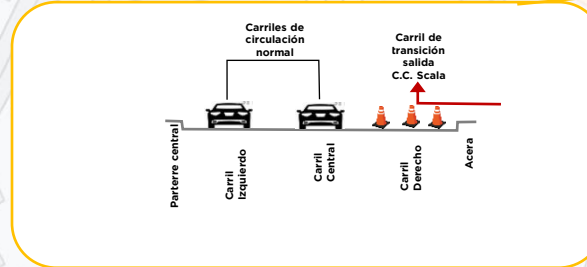 Carriles de
circulación
normal
Carril de
transición
salida
C.C. Scala
Parterre central
Carril
Izquierdo
Carril
Central
Carril
Derecho
Acera